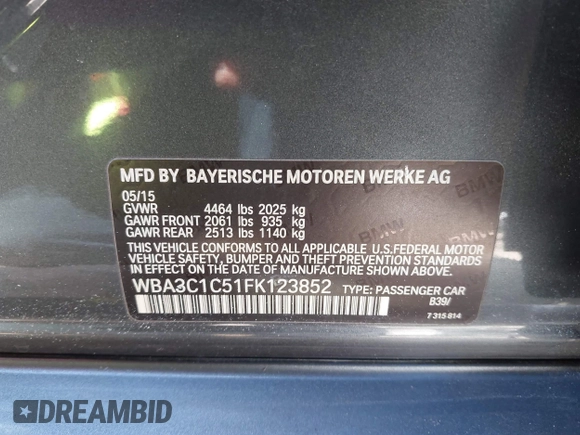 MFD BY BAYERISCHE MOTOREN WERKE AG
05/15
GVWR 4464 lbs 2025 kg
GAWR FRONT 2061 lbs 935 kg
GAWR REAR 2513 lbs 1140 kg
THIS VEHICLE CONFORMS TO ALL APPLICABLE U.S.FEDERAL MOTOR
VEHICLE SAFETY, BUMPER AND THEFT PREVENTION STANDARDS
IN EFFECT ON THE DATE OF MANUFACTURE SHOWN ABOVE.
WBA3C1C51FK123852 TYPE: PASSENGER CAR
B39/
7 315 814
BMW
DREAMBID